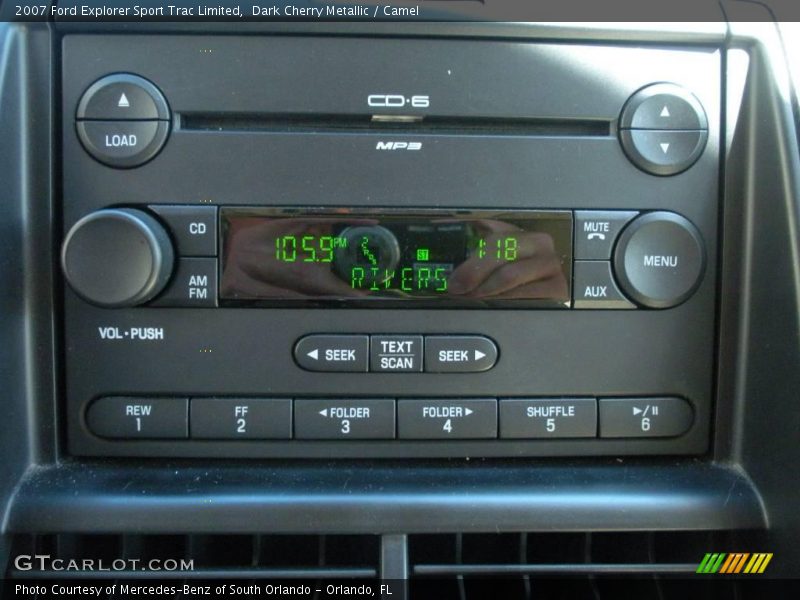 2007 Ford Explorer Sport Trac Limited,  Dark Cherry Metallic / Camel
CD·6
▲
LOAD
MP3
▲
▼
CD
AM
FM
105.9
ST
1:18
RIVERS
MUTE
AUX
MENU
VOL•PUSH
◄ SEEK
TEXT
SCAN
SEEK ►
REW
1
FF
2
◄FOLDER
3
FOLDER►
4
SHUFFLE
5
►/II
6
GTCARLOT.COM
Photo Courtesy of Mercedes-Benz of South Orlando - Orlando, FL